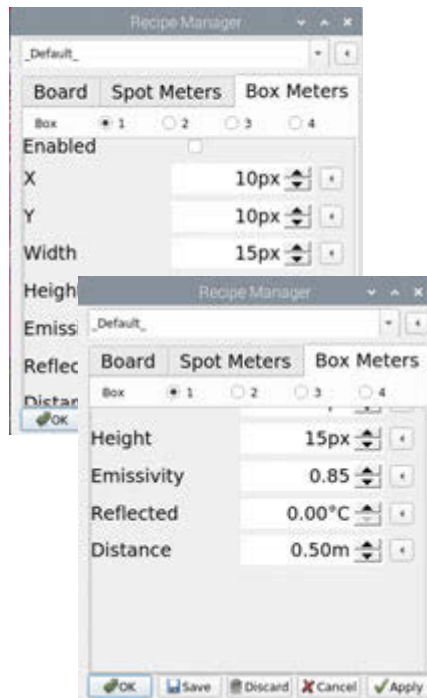 Recipe Manager
_Default_
Board Spot Meters Box Meters
Box 1 2 3 4
Enabled
X 10px
Y 10px
Width 15px
Heigh
Emiss
Reflec
Distan
OK
Recipe Manager
_Default_
Board Spot Meters Box Meters
Box 1 2 3 4
Height 15px
Emissivity 0.85
Reflected 0.00°C
Distance 0.50m
OK Save Discard Cancel Apply